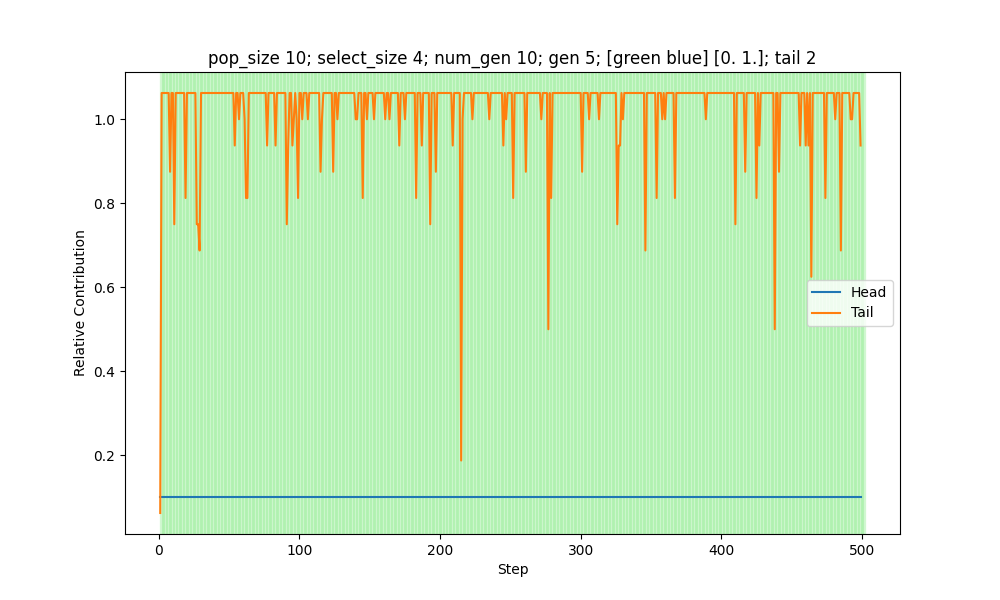 pop_size 10; select_size 4; num_gen 10; gen 5; [green blue] [0. 1.]; tail 2
Relative Contribution
1.0
0.8
0.6
0.4
0.2
Head
Tail
0
100
200
300
400
500
Step